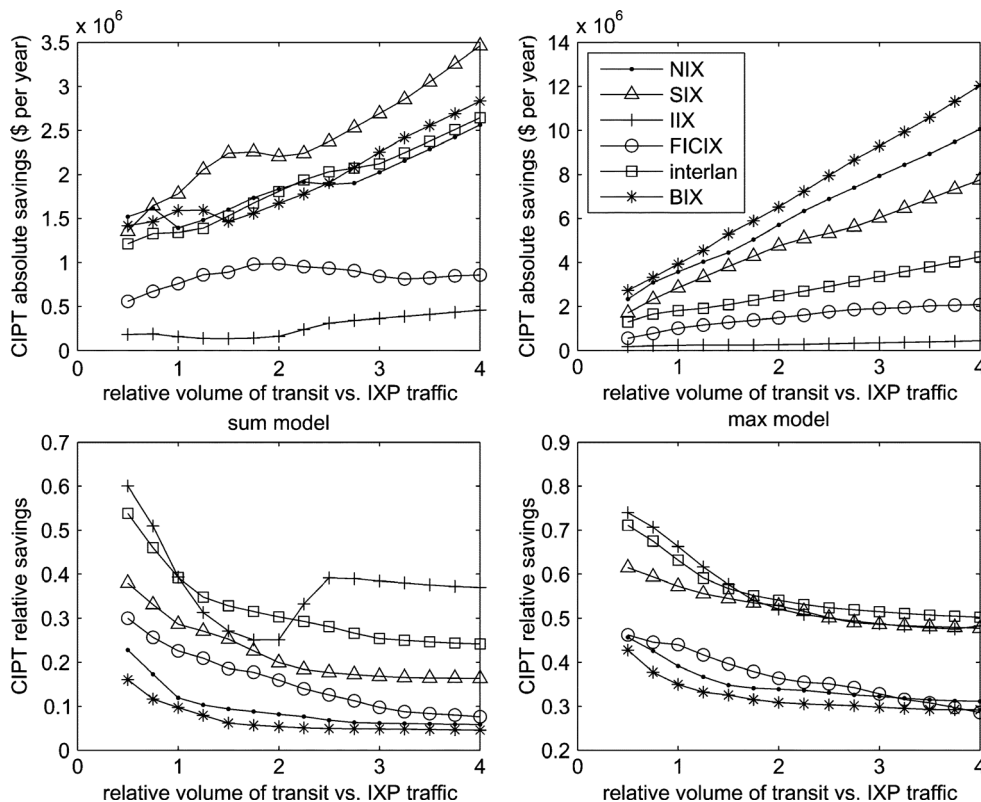 x 10⁶
CIPT absolute savings ($ per year)
3.5
3
2.5
2
1.5
1
0.5
0
0 1 2 3 4
relative volume of transit vs. IXP traffic
sum model
x 10⁶
CIPT absolute savings ($ per year)
14
12
10
8
6
4
2
0
NIX
SIX
IIX
FICIX
interlan
BIX
0 1 2 3 4
relative volume of transit vs. IXP traffic
max model
CIPT relative savings
0.7
0.6
0.5
0.4
0.3
0.2
0.1
0
0 1 2 3 4
relative volume of transit vs. IXP traffic
CIPT relative savings
0.9
0.8
0.7
0.6
0.5
0.4
0.3
0.2
0 1 2 3 4
relative volume of transit vs. IXP traffic